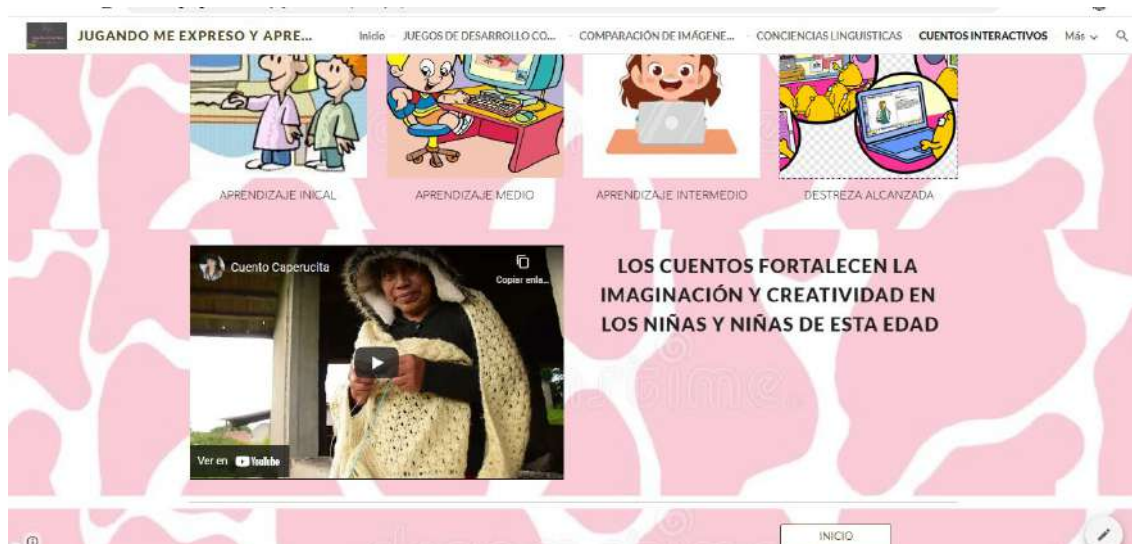 JUGANDO ME EXPRESO Y APRE...
Inicio
JUEGOS DE DESARROLLO CO...
COMPARACIÓN DE IMÁGENE...
CONCIENCIAS LINGUISTICAS
CUENTOS INTERACTIVOS
Más
APRENDIZAJE INICAL
APRENDIZAJE MEDIO
APRENDIZAJE INTERMEDIO
DESTREZA ALCANZADA
Cuento Caperucita
Copiar enla...
Ver en YouTube
LOS CUENTOS FORTALECEN LA
IMAGINACIÓN Y CREATIVIDAD EN
LOS NIÑAS Y NIÑAS DE ESTA EDAD
INICIO